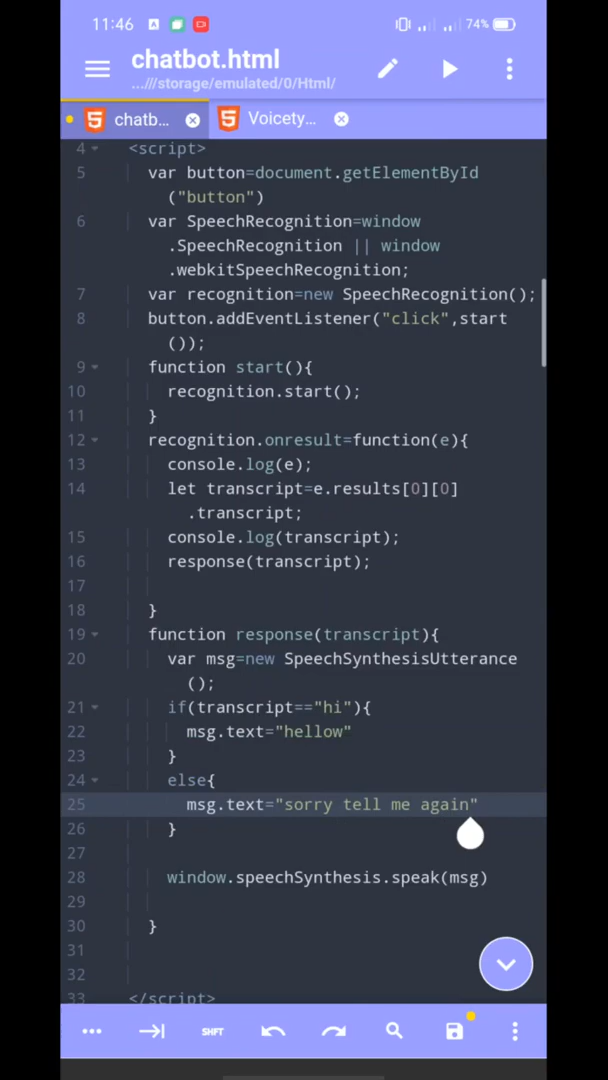 11:46 A 74%
chatbot.html
...///storage/emulated/0/Html/
chatb... Voicety...
4 <script>
5 var button=document.getElementById
("button")
6 var SpeechRecognition=window
.SpeechRecognition || window
.webkitSpeechRecognition;
7 var recognition=new SpeechRecognition();
8 button.addEventListener("click",start
());
9 function start(){
10 recognition.start();
11 }
12 recognition.onresult=function(e){
13 console.log(e);
14 let transcript=e.results[0][0]
.transcript;
15 console.log(transcript);
16 response(transcript);
17
18 }
19 function response(transcript){
20 var msg=new SpeechSynthesisUtterance
();
21 if(transcript=="hi"){
22 msg.text="hellow"
23 }
24 else{
25 msg.text="sorry tell me again"
26 }
27
28 window.speechSynthesis.speak(msg)
29
30 }
31
32
33 </script>
SHFT